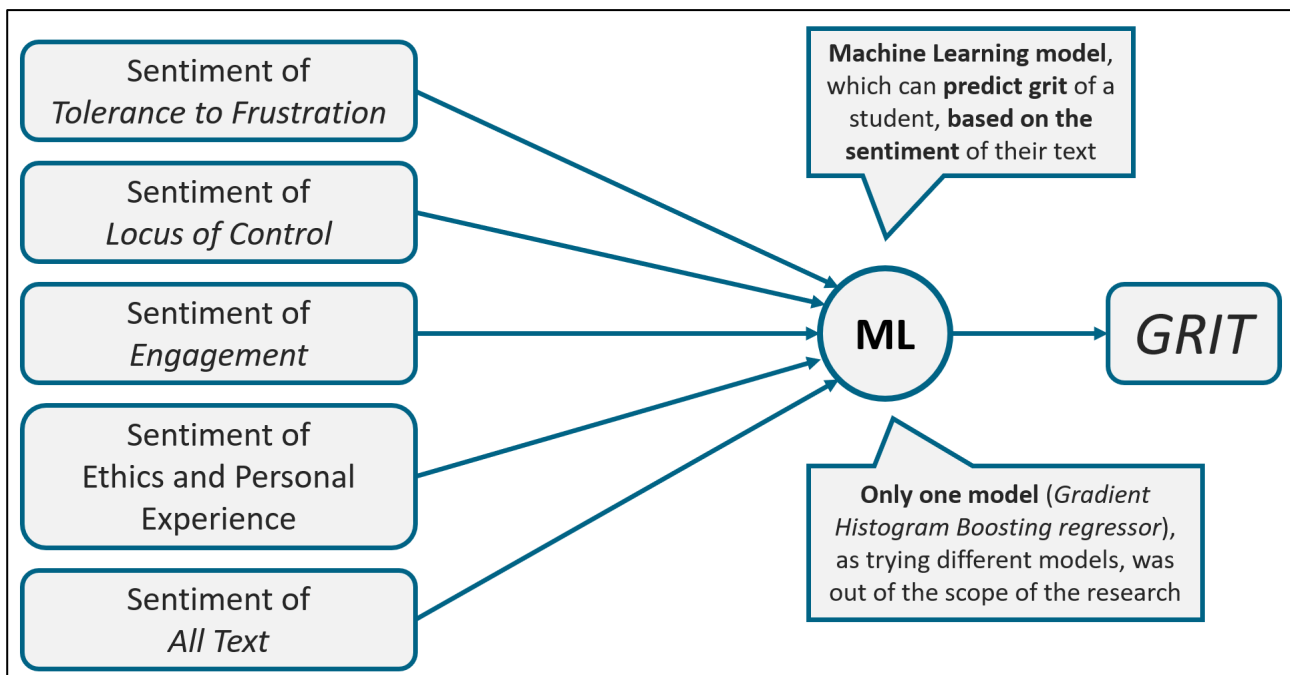 Sentiment of
Tolerance to Frustration
Sentiment of
Locus of Control
Sentiment of
Engagement
Sentiment of
Ethics and Personal
Experience
Sentiment of
All Text
Machine Learning model,
which can predict grit of a
student, based on the
sentiment of their text
ML
GRIT
Only one model (Gradient
Histogram Boosting regressor),
as trying different models, was
out of the scope of the research